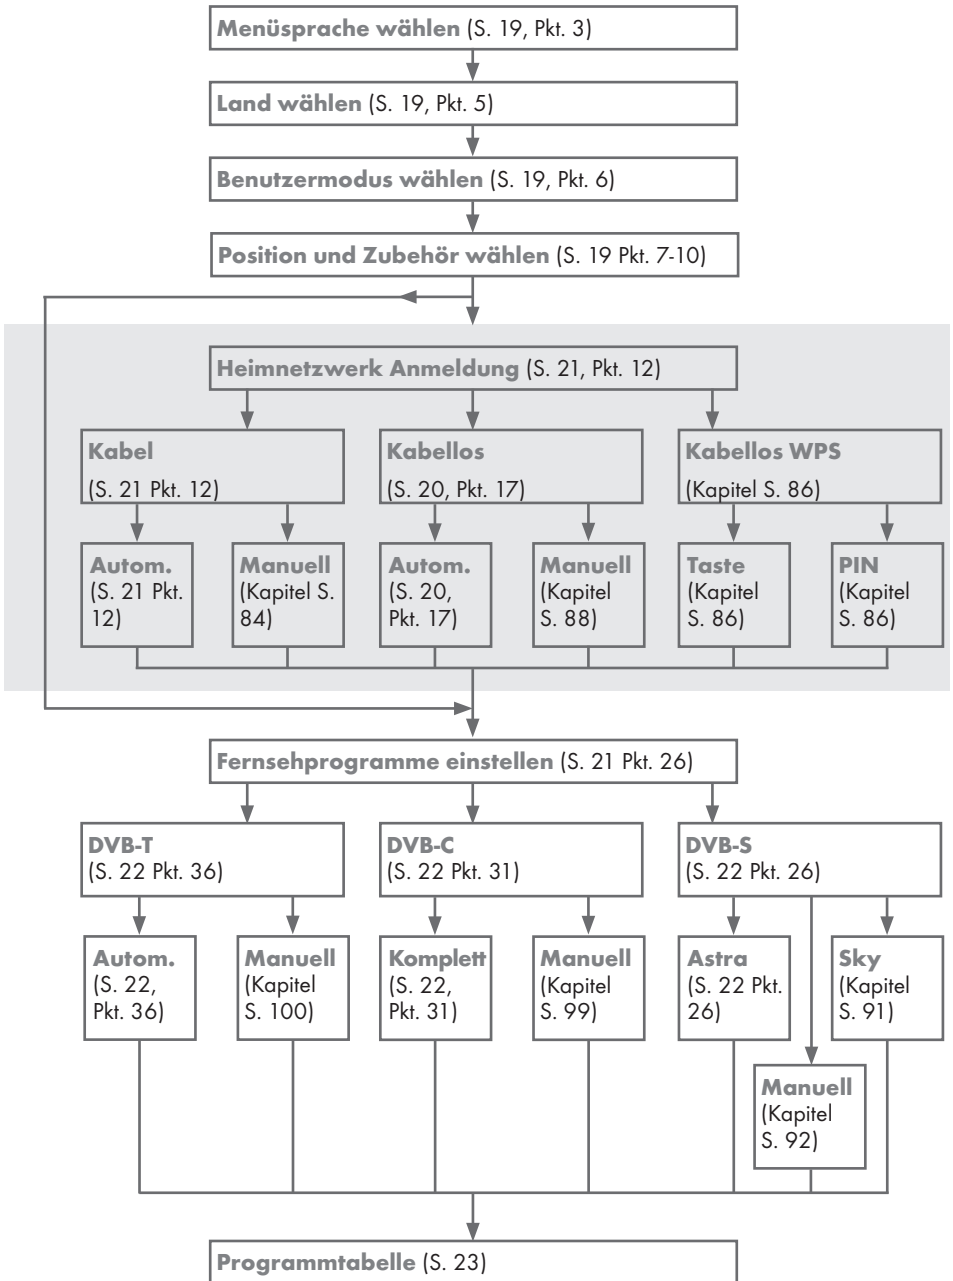 Menüsprache wählen (S. 19, Pkt. 3)
Land wählen (S. 19, Pkt. 5)
Benutzermodus wählen (S. 19, Pkt. 6)
Position und Zubehör wählen (S. 19 Pkt. 7-10)
Heimnetzwerk Anmeldung (S. 21, Pkt. 12)
Kabel
(S. 21 Pkt. 12)
Kabellos
(S. 20, Pkt. 17)
Kabellos WPS
(Kapitel S. 86)
Autom.
(S. 21 Pkt.
12)
Manuell
(Kapitel S.
84)
Autom.
(S. 20,
Pkt. 17)
Manuell
(Kapitel
S. 88)
Taste
(Kapitel
S. 86)
PIN
(Kapitel
S. 86)
Fernsehprogramme einstellen (S. 21 Pkt. 26)
DVB-T
(S. 22 Pkt. 36)
DVB-C
(S. 22 Pkt. 31)
DVB-S
(S. 22 Pkt. 26)
Autom.
(S. 22,
Pkt. 36)
Manuell
(Kapitel
S. 100)
Komplett
(S. 22,
Pkt. 31)
Manuell
(Kapitel
S. 99)
Astra
(S. 22 Pkt.
26)
Sky
(Kapitel
S. 91)
Manuell
(Kapitel
S. 92)
Programmtabelle (S. 23)